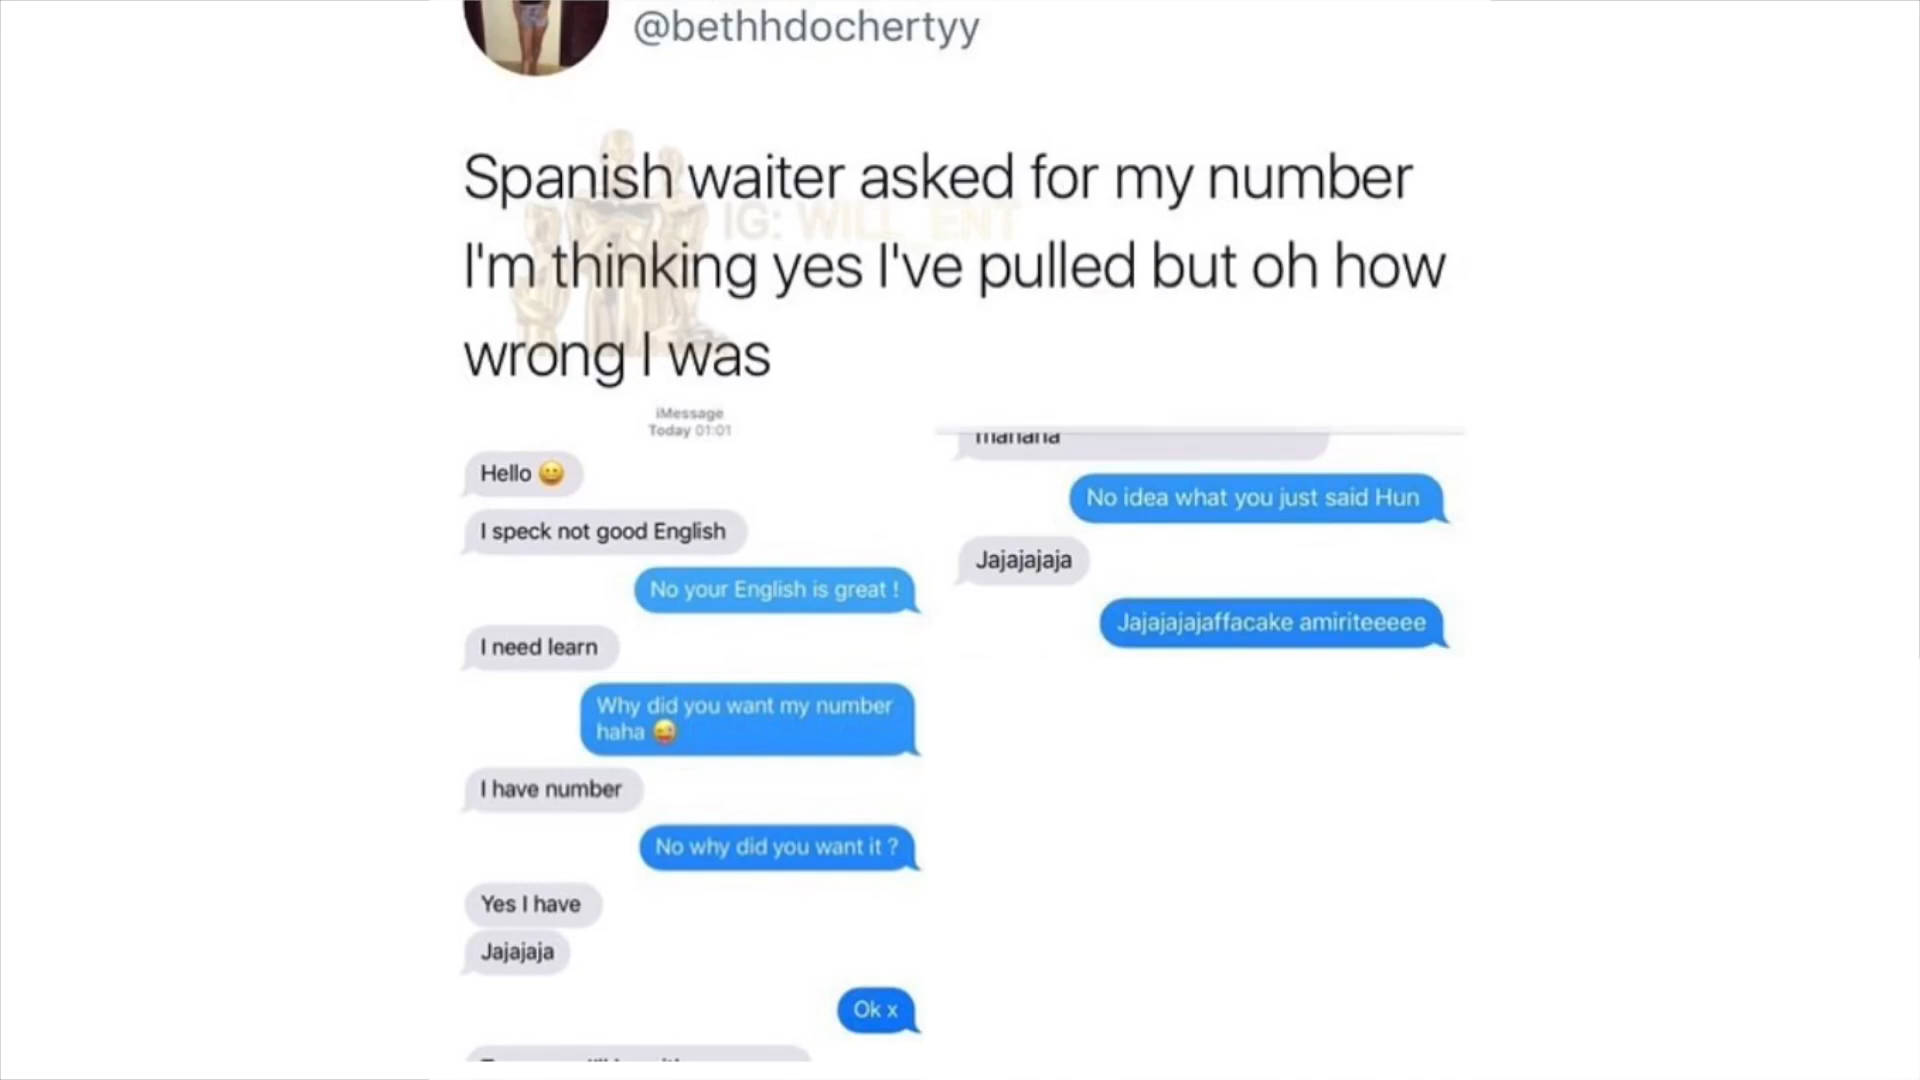 @bethhdochertyy
Spanish waiter asked for my number
I'm thinking yes I've pulled but oh how
wrong I was
IG: WILL_ENT
iMessage
Today 01:01
Hello 😀
I speck not good English
No your English is great !
I need learn
Why did you want my number
haha 😜
I have number
No why did you want it ?
Yes I have
Jajajaja
Ok x
No idea what you just said Hun
Jajajajaja
Jajajajajaffacake amiriteeeee